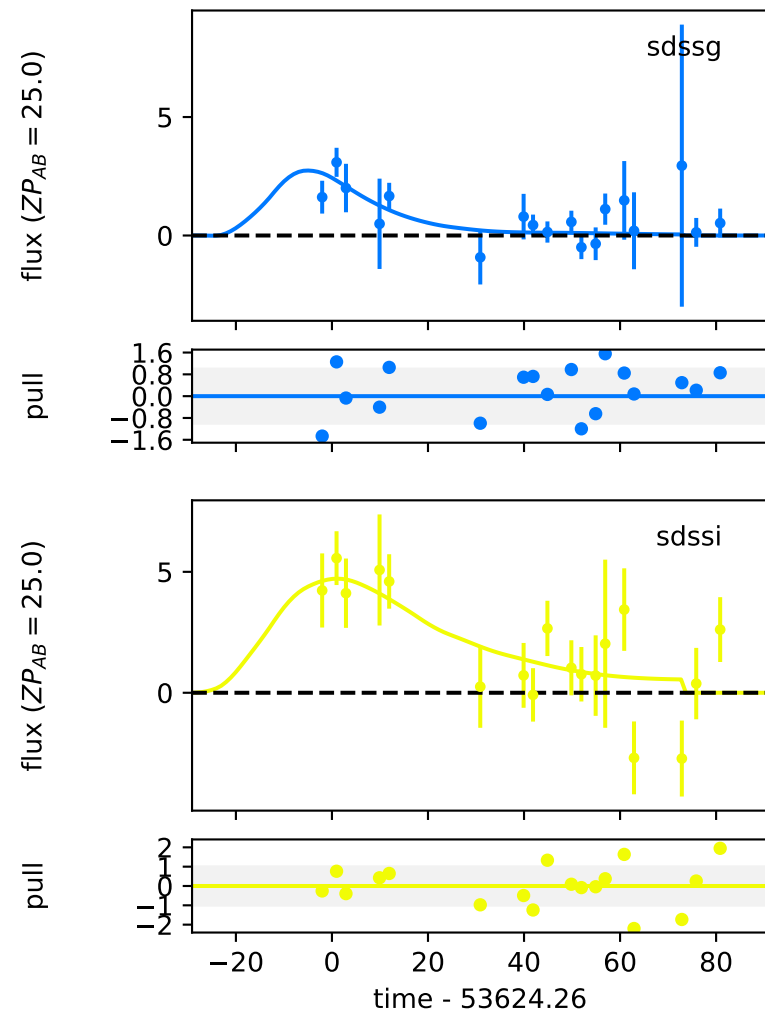 sdssg
flux (ZP_AB = 25.0)
5
0
pull
1.6
0.8
0.0
−0.8
−1.6
sdssi
flux (ZP_AB = 25.0)
5
0
pull
2
1
0
−1
−2
−20 0 20 40 60 80
time - 53624.26